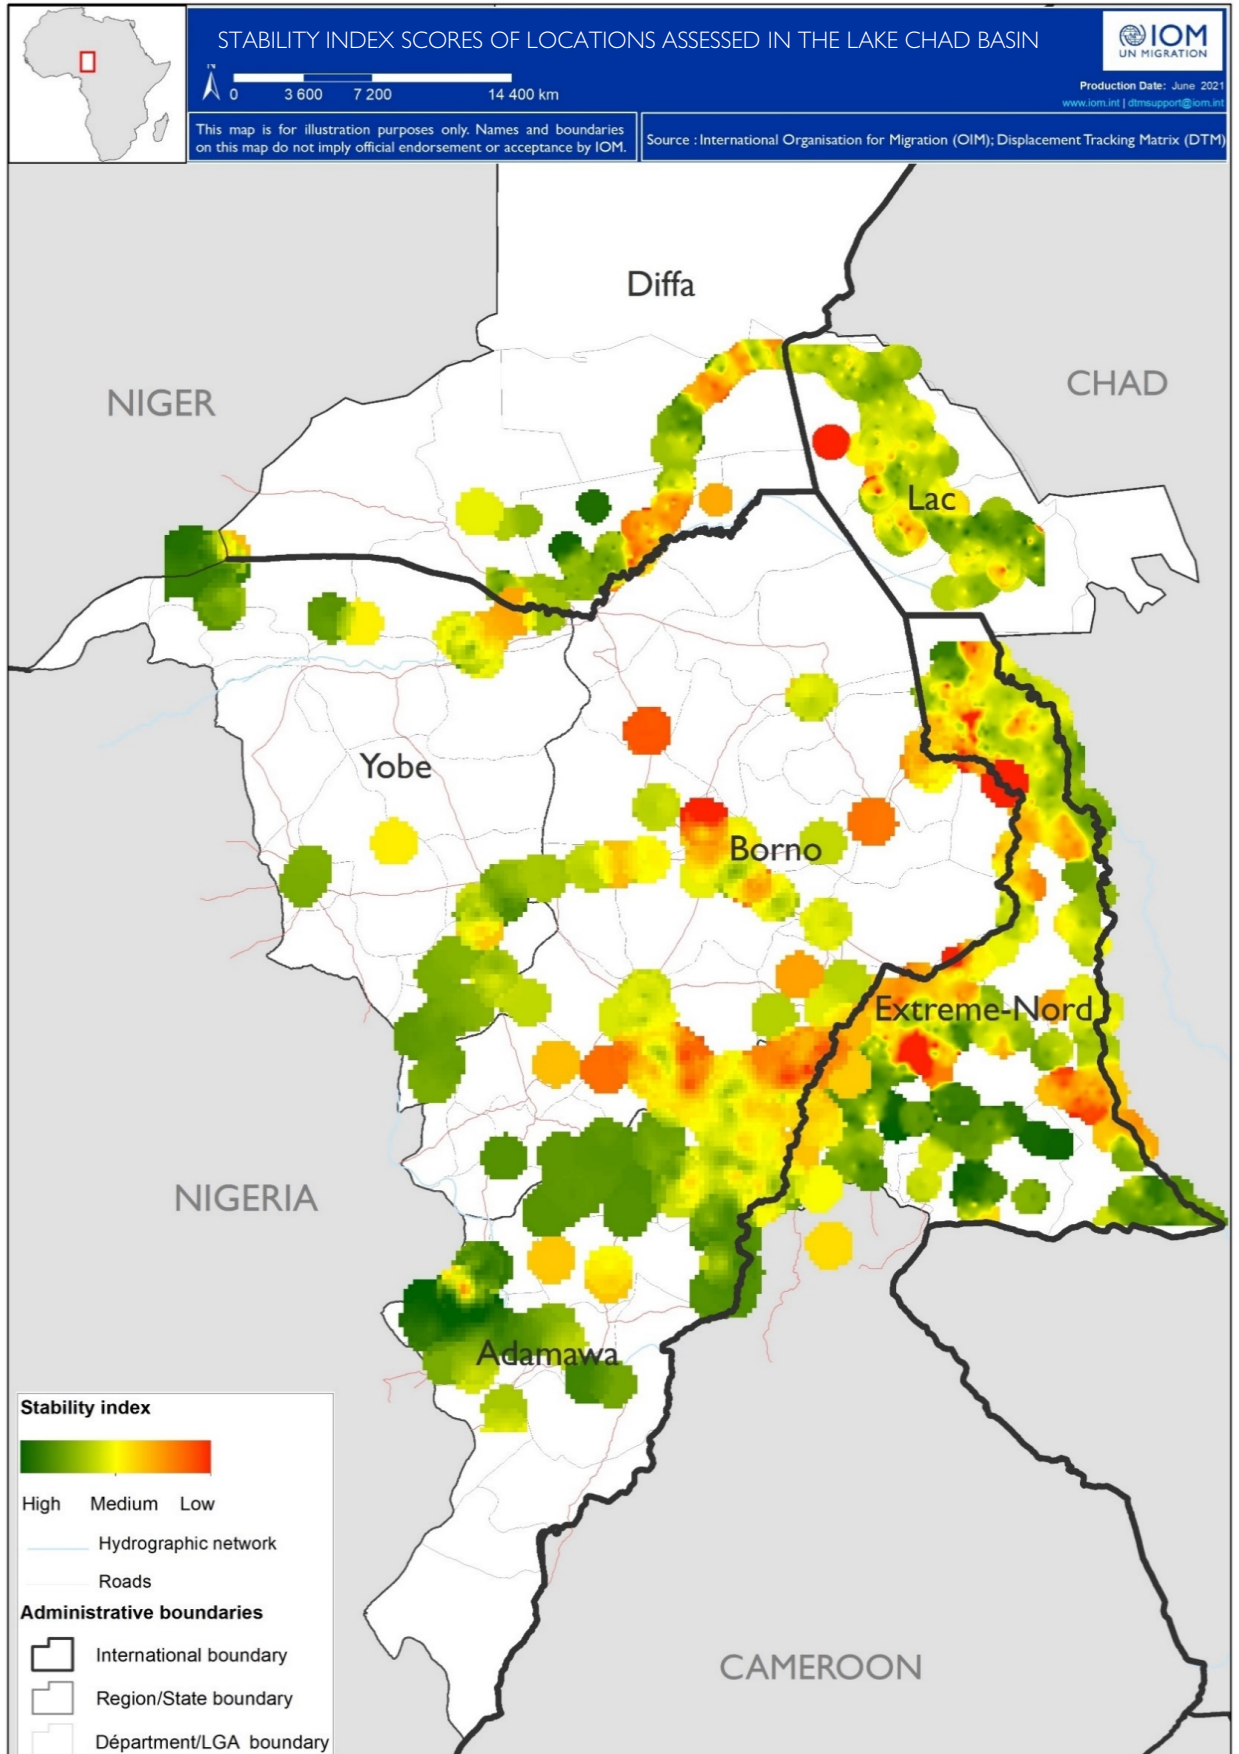 STABILITY INDEX SCORES OF LOCATIONS ASSESSED IN THE LAKE CHAD BASIN
IOM
UN MIGRATION
N
0 3 600 7 200 14 400 km
Production Date: June 2021
www.iom.int | dtmsupport@iom.int
This map is for illustration purposes only. Names and boundaries
on this map do not imply official endorsement or acceptance by IOM.
Source : International Organisation for Migration (OIM); Displacement Tracking Matrix (DTM)
Diffa
NIGER
CHAD
Lac
Yobe
Borno
Extreme-Nord
NIGERIA
Adamawa
CAMEROON
Stability index
High Medium Low
Hydrographic network
Roads
Administrative boundaries
International boundary
Region/State boundary
Départment/LGA boundary